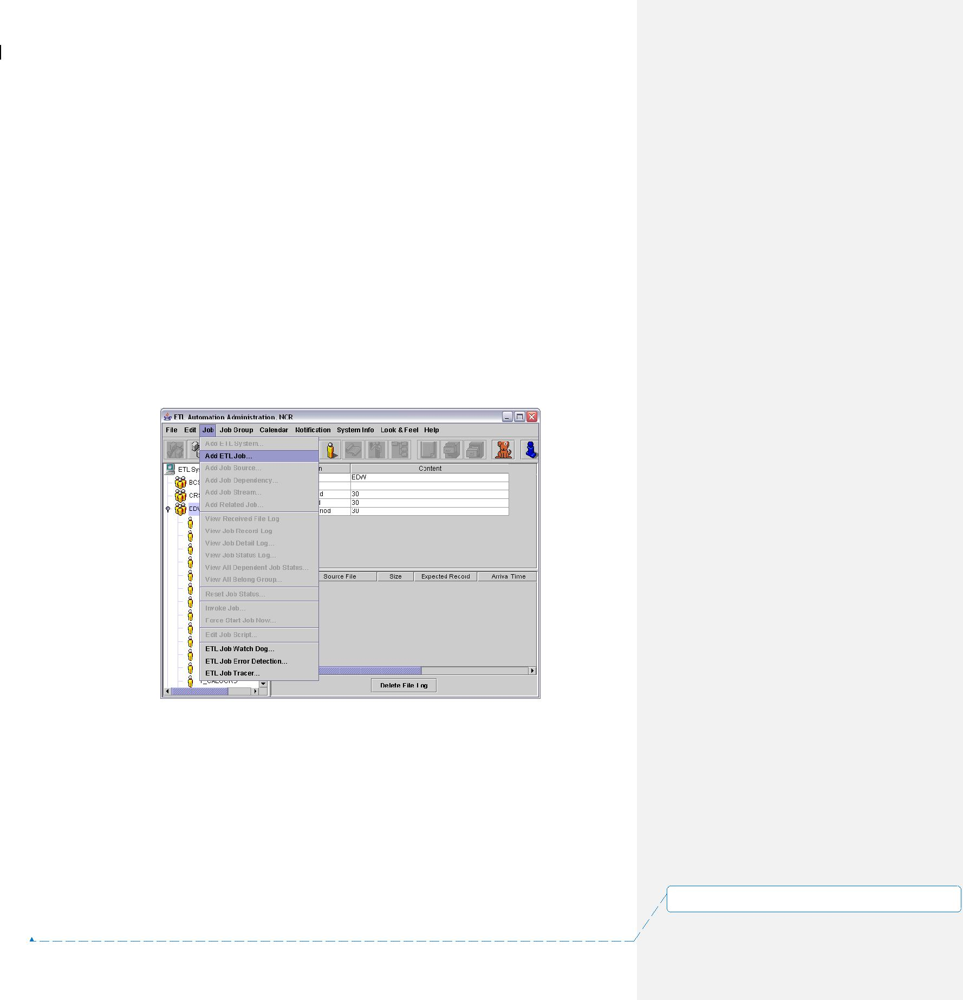 ETL Automation Administration, NCR
File Edit Job Job Group Calendar Notification System Info Look & Feel Help
Add ETL System...
Add ETL Job...
Add Job Source...
Add Job Dependency...
Add Job Stream...
Add Related Job...
View Received File Log
View Job Record Log
View Job Detail Log...
View Job Status Log...
View All Dependent Job Status...
View All Belong Group...
Reset Job Status...
Invoke Job...
Force Start Job Now...
Edit Job Script...
ETL Job Watch Dog...
ETL Job Error Detection...
ETL Job Tracer...
ETL Sy
BCS
CRS
EDW
n Content
EDW
d 30
d 30
riod 30
Source File Size Expected Record Arrival Time
Delete File Log